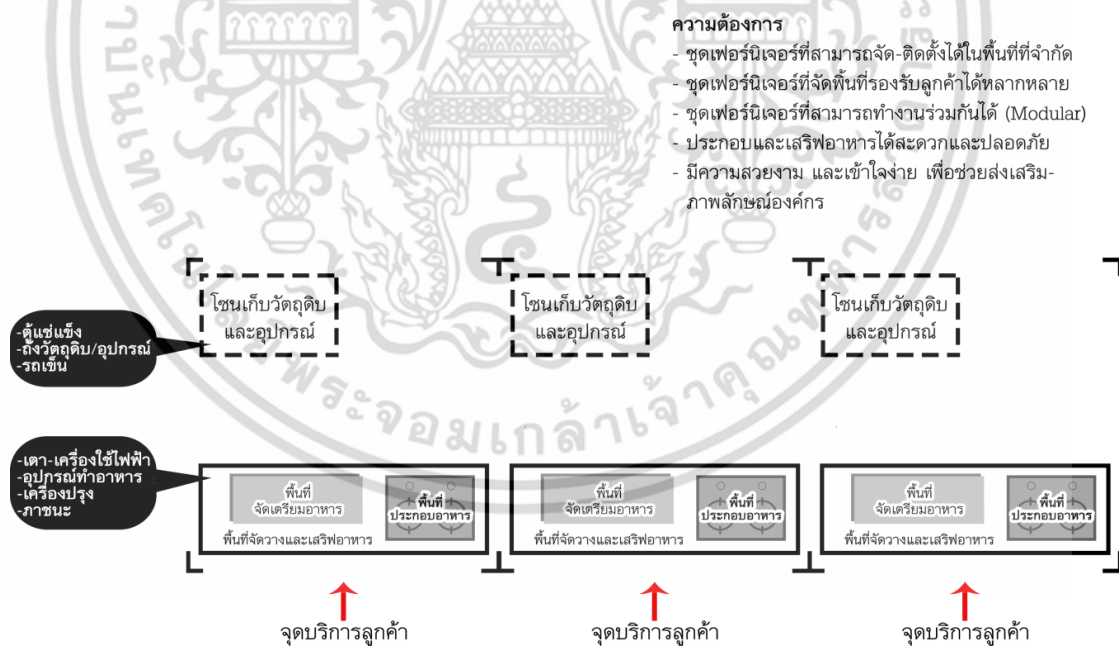 ความต้องการ
- ชุดเฟอร์นิเจอร์ที่สามารถจัด-ติดตั้งได้ในพื้นที่ที่จำกัด
- ชุดเฟอร์นิเจอร์ที่จัดพื้นที่รองรับลูกค้าได้หลากหลาย
- ชุดเฟอร์นิเจอร์ที่สามารถทำงานร่วมกันได้ (Modular)
- ประกอบและเสริฟอาหารได้สะดวกและปลอดภัย
- มีความสวยงาม และเข้าใจง่าย เพื่อช่วยส่งเสริม-
ภาพลักษณ์องค์กร
โซนเก็บวัตถุดิบ
และอุปกรณ์
โซนเก็บวัตถุดิบ
และอุปกรณ์
โซนเก็บวัตถุดิบ
และอุปกรณ์
-ตู้แช่แข็ง
-ถังวัตถุดิบ/อุปกรณ์
-รถเข็น
พระจอมเกล้าเจ้าคุณทหาร
-เตา-เครื่องใช้ไฟฟ้า
-อุปกรณ์ทำอาหาร
-เครื่องปรุง
-ภาชนะ
พื้นที่
จัดเตรียมอาหาร
พื้นที่
ประกอบอาหาร
พื้นที่จัดวางและเสริฟอาหาร
พื้นที่
จัดเตรียมอาหาร
พื้นที่
ประกอบอาหาร
พื้นที่จัดวางและเสริฟอาหาร
พื้นที่
จัดเตรียมอาหาร
พื้นที่
ประกอบอาหาร
พื้นที่จัดวางและเสริฟอาหาร
จุดบริการลูกค้า
จุดบริการลูกค้า
จุดบริการลูกค้า